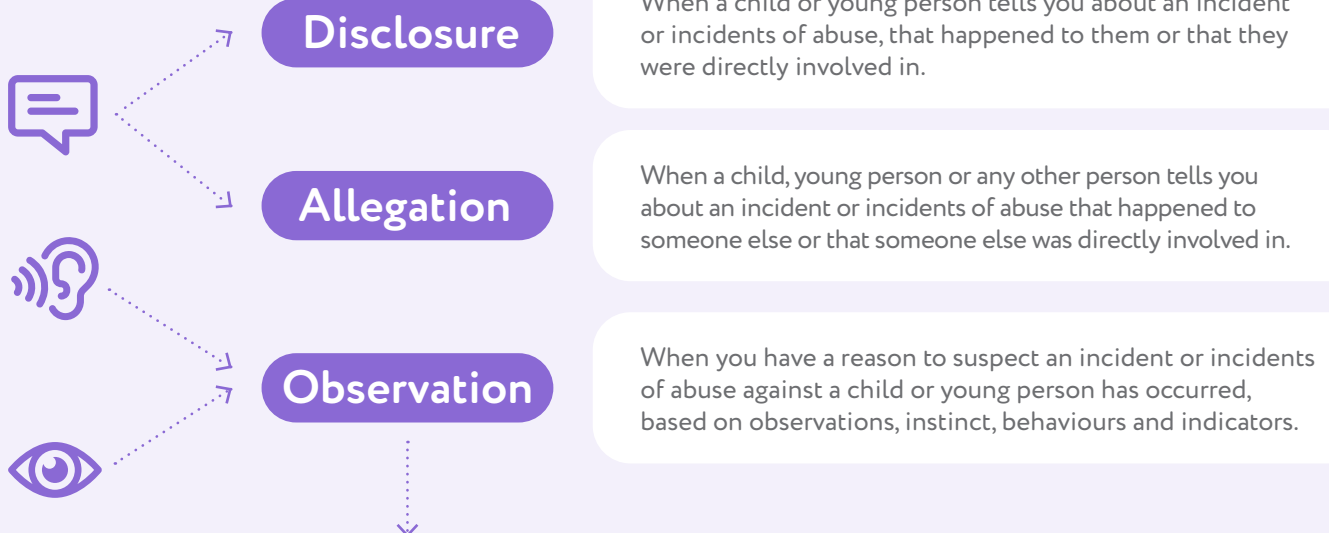 Disclosure
When a child or young person tells you about an incident
or incidents of abuse, that happened to them or that they
were directly involved in.
Allegation
When a child, young person or any other person tells you
about an incident or incidents of abuse that happened to
someone else or that someone else was directly involved in.
Observation
When you have a reason to suspect an incident or incidents
of abuse against a child or young person has occurred,
based on observations, instinct, behaviours and indicators.